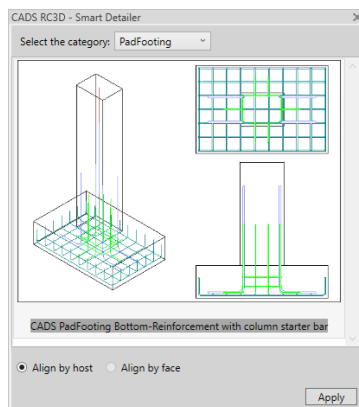 CADS RC3D - Smart Detailer
Select the category: PadFooting
CADS PadFooting Bottom-Reinforcement with column starter bar
Align by host Align by face
Apply